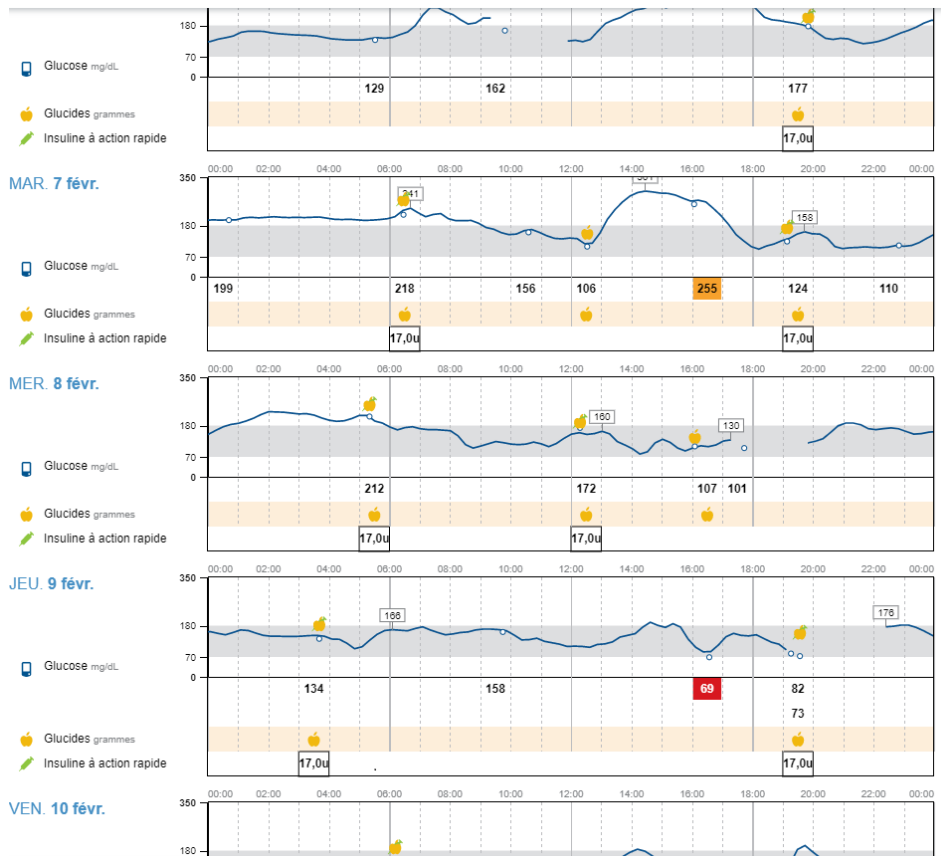 180
70
Glucose mg/dL
0
129 162 177
Glucides grammes
Insuline à action rapide
17,0u
00:00 02:00 04:00 06:00 08:00 10:00 12:00 14:00 16:00 18:00 20:00 22:00 00:00
MAR. 7 févr.
350
241
158
180
70
Glucose mg/dL
0
199 218 156 106 255 124 110
Glucides grammes
Insuline à action rapide
17,0u 17,0u
00:00 02:00 04:00 06:00 08:00 10:00 12:00 14:00 16:00 18:00 20:00 22:00 00:00
MER. 8 févr.
350
160
130
180
70
Glucose mg/dL
0
212 172 107 101
Glucides grammes
Insuline à action rapide
17,0u 17,0u
00:00 02:00 04:00 06:00 08:00 10:00 12:00 14:00 16:00 18:00 20:00 22:00 00:00
JEU. 9 févr.
350
166
176
180
70
Glucose mg/dL
0
134 158 69 82
73
Glucides grammes
Insuline à action rapide
17,0u 17,0u
00:00 02:00 04:00 06:00 08:00 10:00 12:00 14:00 16:00 18:00 20:00 22:00 00:00
VEN. 10 févr.
350
180